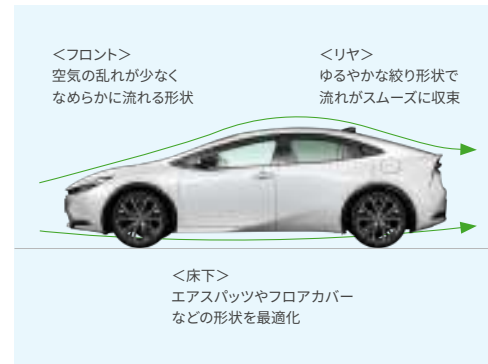 ＜フロント＞
空気の乱れが少なく
なめらかに流れる形状
＜リヤ＞
ゆるやかな絞り形状で
流れがスムーズに収束
＜床下＞
エアスパッツやフロアカバー
などの形状を最適化